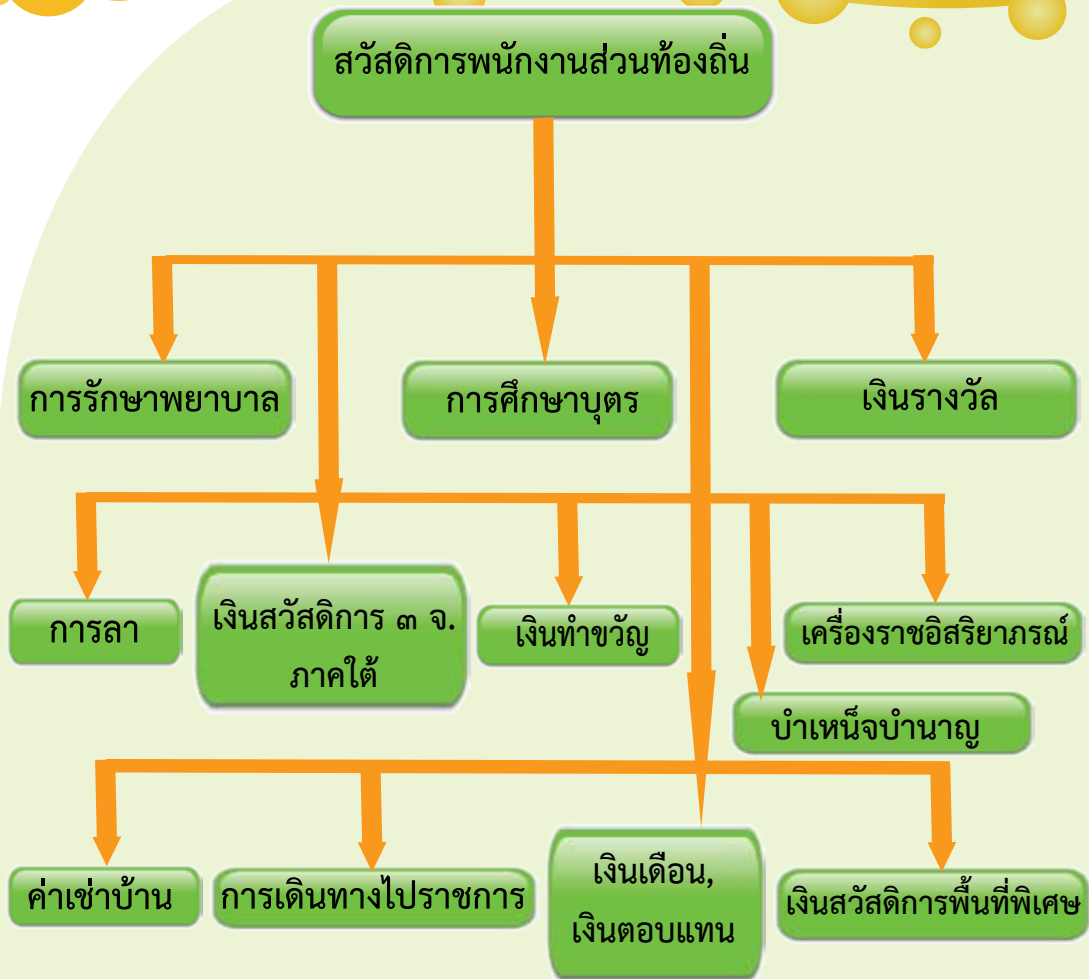 สวัสดิการพนักงานส่วนท้องถิ่น
การรักษาพยาบาล
การศึกษาบุตร
เงินรางวัล
การลา
เงินสวัสดิการ ๓ จ.
ภาคใต้
เงินทำขวัญ
เครื่องราชอิสริยาภรณ์
บำเหน็จบำนาญ
ค่าเช่าบ้าน
การเดินทางไปราชการ
เงินเดือน,
เงินตอบแทน
เงินสวัสดิการพื้นที่พิเศษ